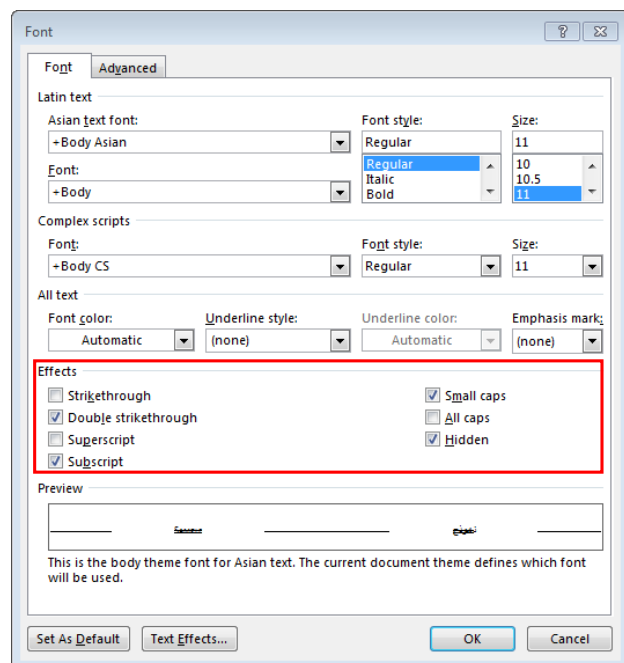 Font
Font Advanced
Latin text
Asian text font: Font style: Size:
+Body Asian Regular 11
Font: Regular 10
Italic 10.5
+Body Bold 11
Complex scripts
Font: Font style: Size:
+Body CS Regular 11
All text
Font color: Underline style: Underline color: Emphasis mark:
Automatic (none) Automatic (none)
Effects
Strikethrough Small caps
Double strikethrough All caps
Superscript Hidden
Subscript
Preview
This is the body theme font for Asian text. The current document theme defines which font
will be used.
Set As Default Text Effects... OK Cancel